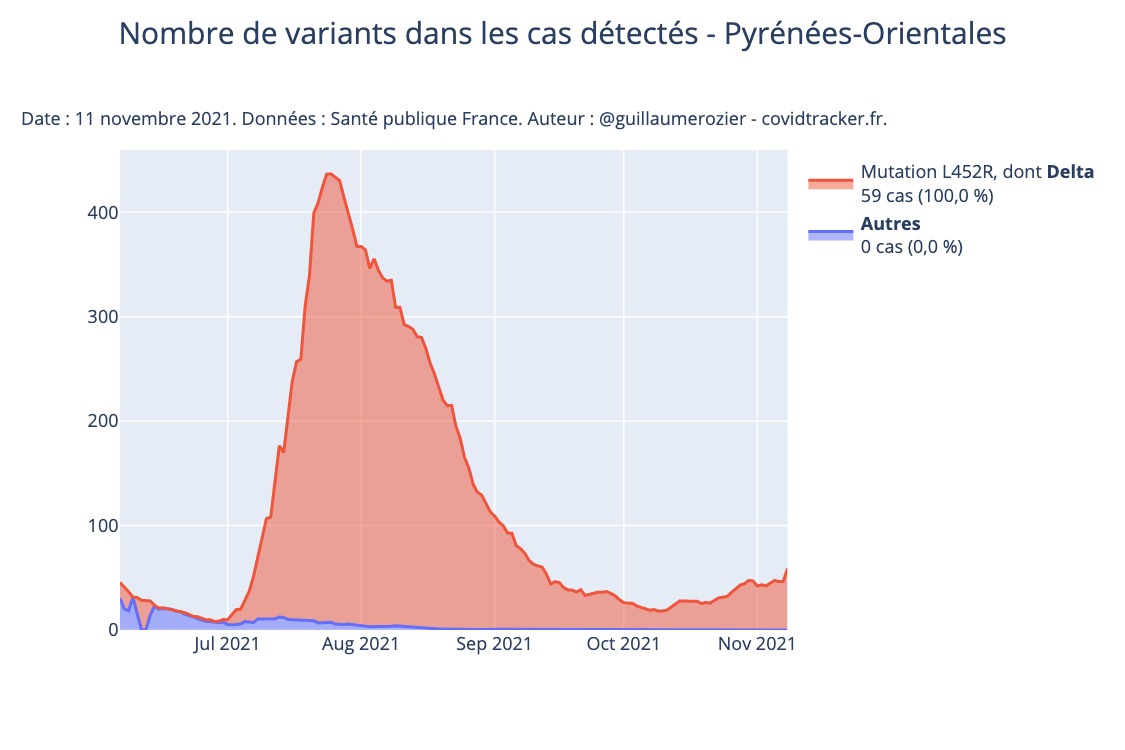 Nombre de variants dans les cas détectés - Pyrénées-Orientales
Date : 11 novembre 2021. Données : Santé publique France. Auteur : @guillaumerozier - covidtracker.fr.
Mutation L452R, dont Delta
59 cas (100,0 %)
Autres
0 cas (0,0 %)
400
300
200
100
0
Jul 2021
Aug 2021
Sep 2021
Oct 2021
Nov 2021